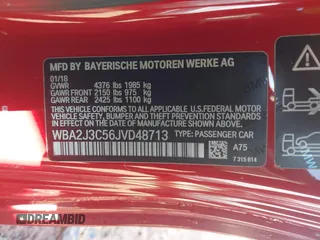 MFD BY BAYERISCHE MOTOREN WERKE AG
01/18
GVWR 4376 lbs 1985 kg
GAWR FRONT 2150 lbs 975 kg
GAWR REAR 2425 lbs 1100 kg
THIS VEHICLE CONFORMS TO ALL APPLICABLE
FEDERAL MOTOR VEHICLE SAFETY, BUMPER,
AND THEFT PREVENTION STANDARDS IN EFFECT ON
THE DATE OF MANUFACTURE SHOWN ABOVE.
WBA2J3C56JVD48713 TYPE: PASSENGER CAR
A75
7 315 614
DREAMBID